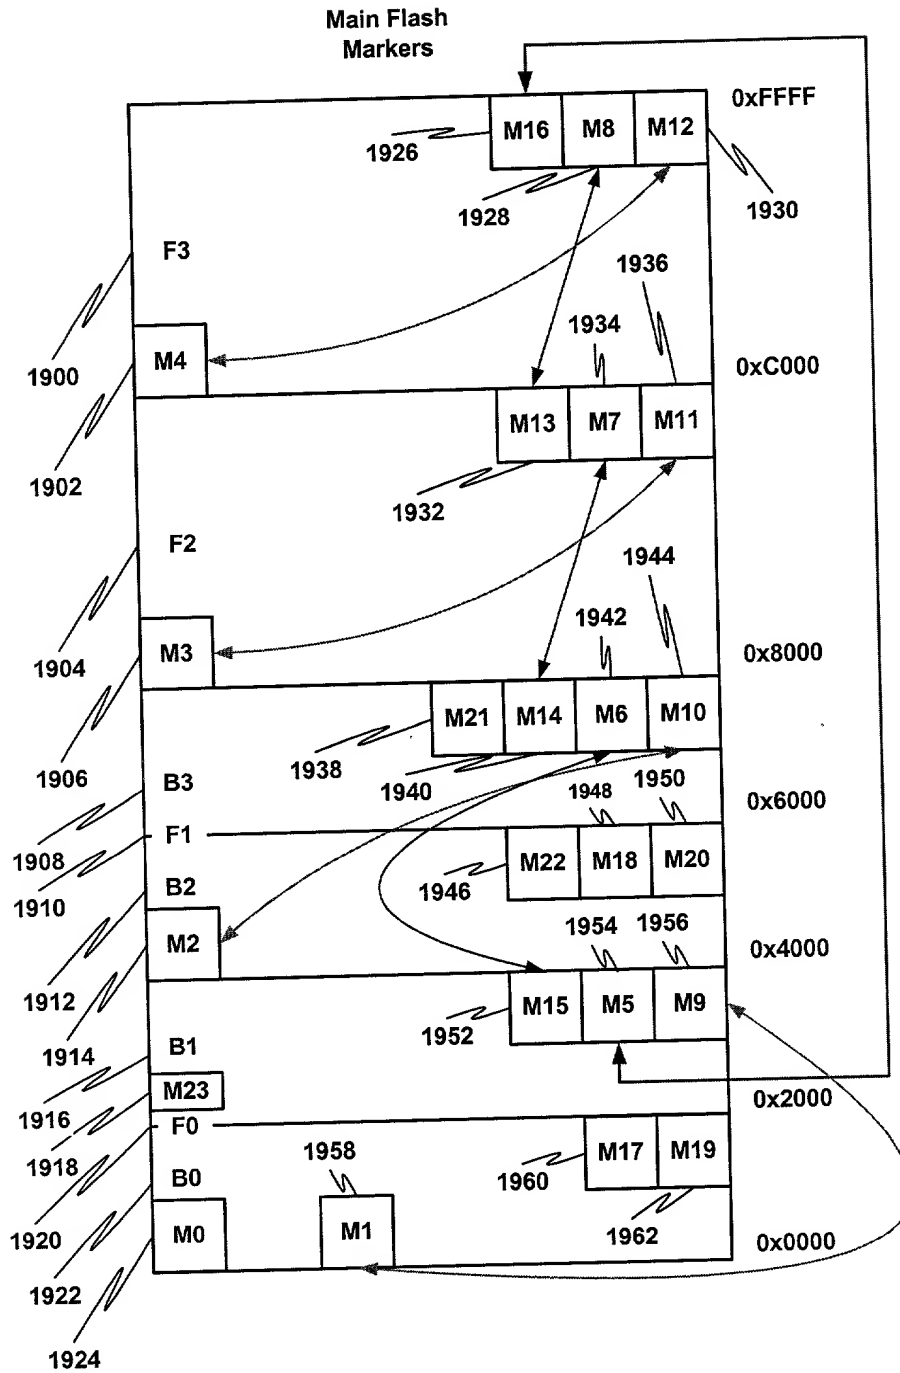 Main Flash
Markers
0xFFFF
M16 M8 M12
1926
1928
1930
F3
1936
1934
M4
0xC000
1900
M13 M7 M11
1902
1932
F2
1944
1942
M3
0x8000
1904
M21 M14 M6 M10
1938
1906
1940
B3
1948
1950
0x6000
F1
1908
M22 M18 M20
1946
B2
1910
1954
1956
M2
0x4000
1912
M15 M5 M9
1952
B1
1914
M23
0x2000
1916
F0
1918
1958
M17 M19
1960
B0
1920
M0
M1
1962
0x0000
1922
1924